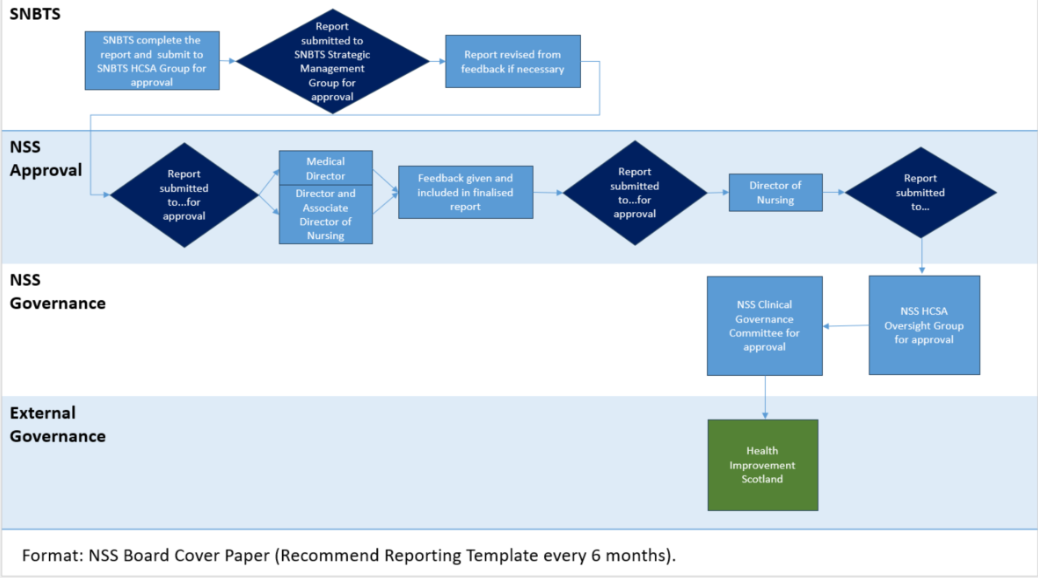 SNBTS
SNBTS complete the
report and  submit to
SNBTS HCSA Group for
approval
Report
submitted to
SNBTS Strategic
Management
Group for
approval
Report revised from
feedback if necessary
NSS
Approval
Report
submitted
to...for
approval
Medical
Director
Director and
Associate
Director of
Nursing
Feedback given and
included in finalised
report
Report
submitted
to...for
approval
Director of
Nursing
Report
submitted
to…
NSS
Governance
NSS Clinical
Governance
Committee for
approval
NSS HCSA
Oversight Group
for approval
External
Governance
Health
Improvement
Scotland
Format: NSS Board Cover Paper (Recommend Reporting Template every 6 months).